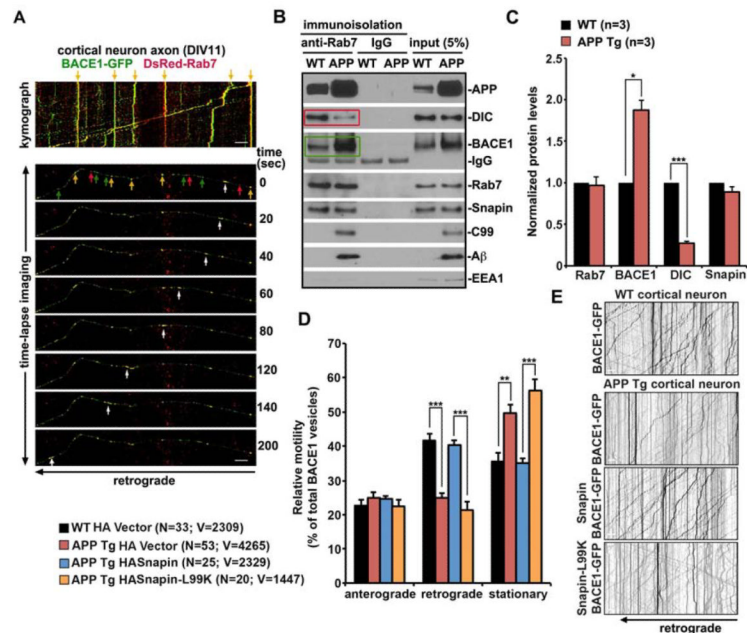 A
cortical neuron axon (DIV11)
BACE1-GFP DsRed-Rab7
kymograph
time
(sec)
0
20
40
60
80
120
140
200
time-lapse imaging
retrograde
B
immunoisolation
anti-Rab7 IgG input (5%)
WT APP WT APP WT APP
-APP
-DIC
-BACE1
-IgG
-Rab7
-Snapin
-C99
-Aβ
-EEA1
C
WT (n=3)
APP Tg (n=3)
Normalized protein levels
2.5
2.0
1.5
1.0
0.5
0
*
***
Rab7 BACE1 DIC Snapin
D
Relative motility
(% of total BACE1 vesicles)
70
60
50
40
30
20
10
0
*** *** ** ***
anterograde retrograde stationary
WT HA Vector (N=33; V=2309)
APP Tg HA Vector (N=53; V=4265)
APP Tg HASnapin (N=25; V=2329)
APP Tg HASnapin-L99K (N=20; V=1447)
E
WT cortical neuron
BACE1-GFP
APP Tg cortical neuron
BACE1-GFP
Snapin
BACE1-GFP
Snapin-L99K
BACE1-GFP
retrograde